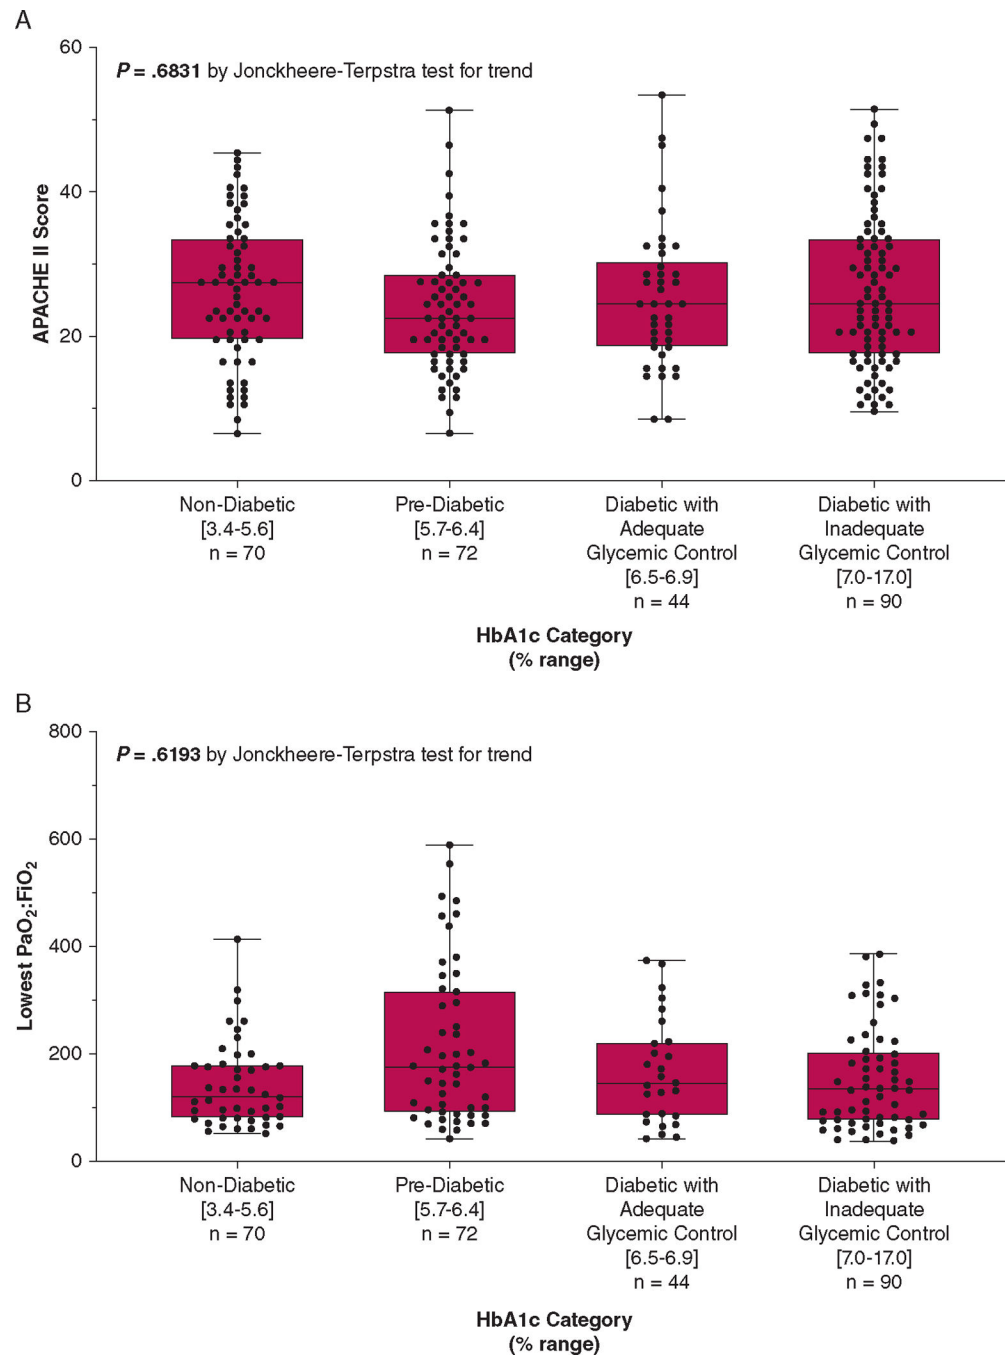 A
P = .6831 by Jonckheere-Terpstra test for trend
60
40
20
0
APACHE II Score
Non-Diabetic
[3.4-5.6]
n = 70
Pre-Diabetic
[5.7-6.4]
n = 72
Diabetic with
Adequate
Glycemic Control
[6.5-6.9]
n = 44
Diabetic with
Inadequate
Glycemic Control
[7.0-17.0]
n = 90
HbA1c Category
(% range)
B
P = .6193 by Jonckheere-Terpstra test for trend
800
600
400
200
0
Lowest PaO₂:FiO₂
Non-Diabetic
[3.4-5.6]
n = 70
Pre-Diabetic
[5.7-6.4]
n = 72
Diabetic with
Adequate
Glycemic Control
[6.5-6.9]
n = 44
Diabetic with
Inadequate
Glycemic Control
[7.0-17.0]
n = 90
HbA1c Category
(% range)